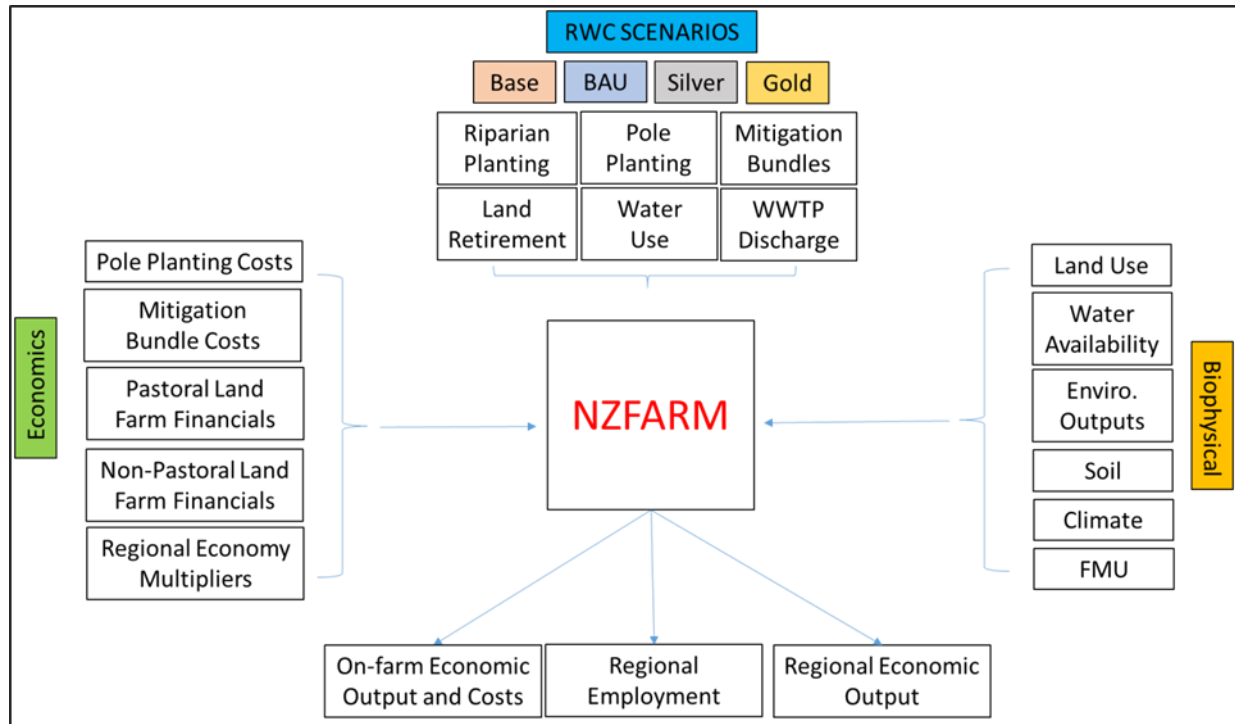 RWC SCENARIOS
Base
BAU
Silver
Gold
Riparian
Planting
Pole
Planting
Mitigation
Bundles
Land
Retirement
Water
Use
WWTP
Discharge
Economics
Pole Planting Costs
Mitigation
Bundle Costs
Pastoral Land
Farm Financials
Non-Pastoral Land
Farm Financials
Regional Economy
Multipliers
NZFARM
Land Use
Water
Availability
Enviro.
Outputs
Soil
Climate
FMU
Biophysical
On-farm Economic
Output and Costs
Regional
Employment
Regional Economic
Output